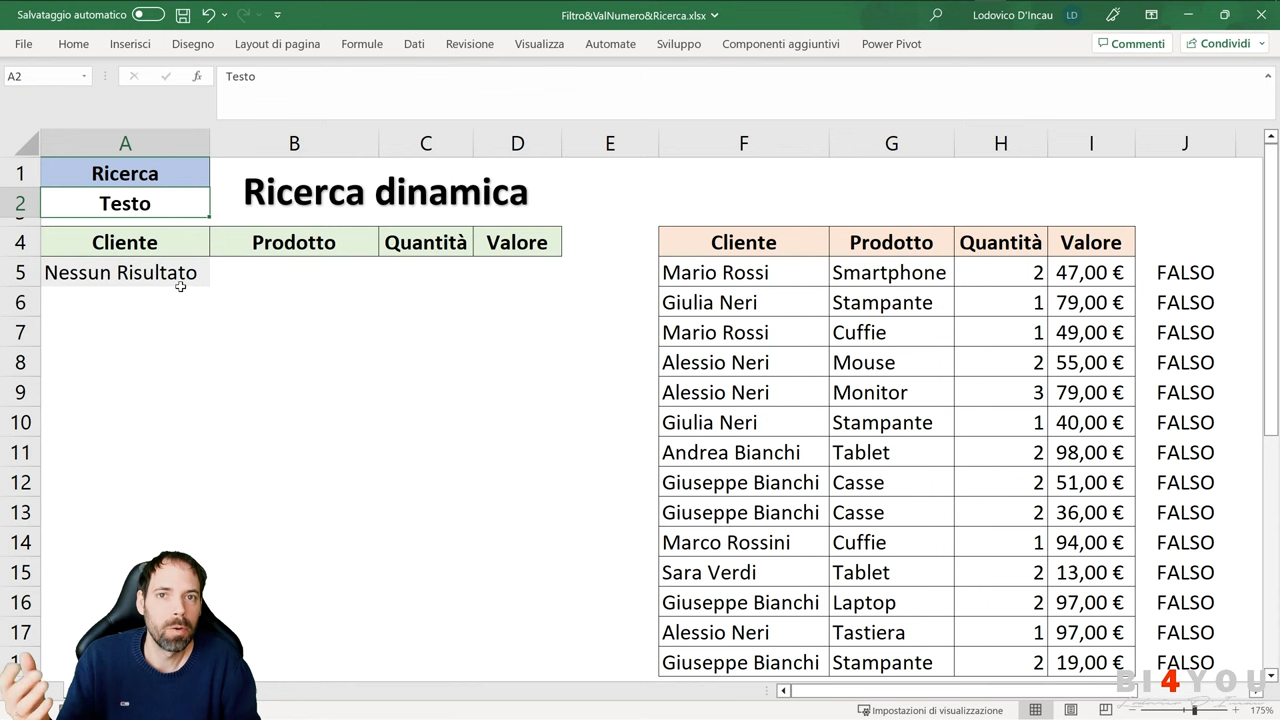 Salvataggio automatico
Filtro&ValNumero&Ricerca.xlsx
Lodovico D'Incau LD
File Home Inserisci Disegno Layout di pagina Formule Dati Revisione Visualizza Automate Sviluppo Componenti aggiuntivi Power Pivot Commenti Condividi
A2 fx Testo
A B C D E F G H I J
1 Ricerca
Ricerca dinamica
2 Testo
4 Cliente Prodotto Quantità Valore Cliente Prodotto Quantità Valore
5 Nessun Risultato Mario Rossi Smartphone 2 47,00 € FALSO
6 Giulia Neri Stampante 1 79,00 € FALSO
7 Mario Rossi Cuffie 1 49,00 € FALSO
8 Alessio Neri Mouse 2 55,00 € FALSO
9 Alessio Neri Monitor 3 79,00 € FALSO
10 Giulia Neri Stampante 1 40,00 € FALSO
11 Andrea Bianchi Tablet 2 98,00 € FALSO
12 Giuseppe Bianchi Casse 2 51,00 € FALSO
13 Giuseppe Bianchi Casse 2 36,00 € FALSO
14 Marco Rossini Cuffie 1 94,00 € FALSO
15 Sara Verdi Tablet 2 13,00 € FALSO
16 Giuseppe Bianchi Laptop 2 97,00 € FALSO
17 Alessio Neri Tastiera 1 97,00 € FALSO
Giuseppe Bianchi Stampante 2 19,00 € FALSO
BI4YOU
Impostazioni di visualizzazione 175%